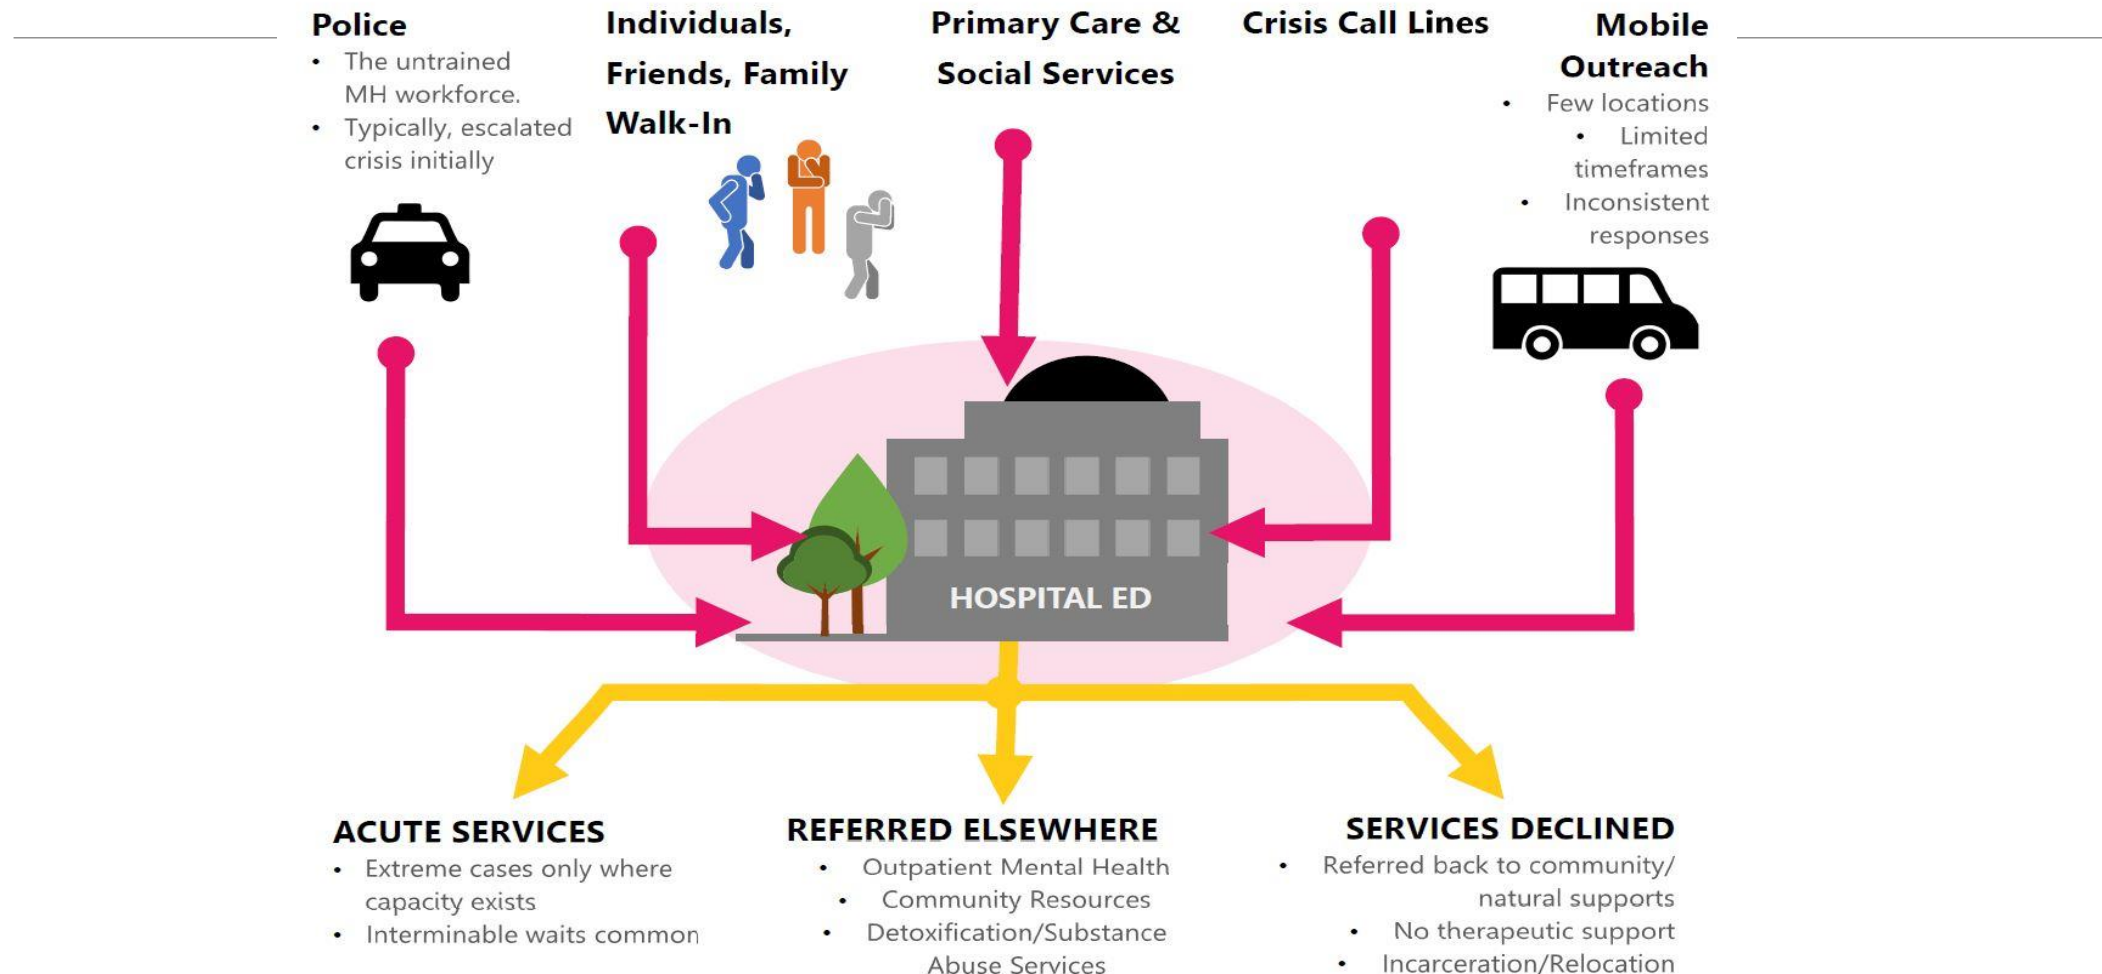 Police
• The untrained
MH workforce.
• Typically, escalated
crisis initially
Individuals,
Friends, Family
Walk-In
Primary Care &
Social Services
Crisis Call Lines
Mobile
Outreach
• Few locations
• Limited
timeframes
• Inconsistent
responses
HOSPITAL ED
ACUTE SERVICES
• Extreme cases only where
capacity exists
• Interminable waits common
REFERRED ELSEWHERE
• Outpatient Mental Health
• Community Resources
• Detoxification/Substance
Abuse Services
SERVICES DECLINED
• Referred back to community/
natural supports
• No therapeutic support
• Incarceration/Relocation